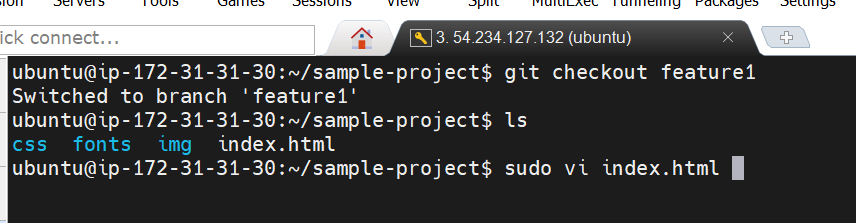 Servers Tools Games Sessions View Split MultiExec Tunneling Packages Settings
ick connect...
3. 54.234.127.132 (ubuntu)
ubuntu@ip-172-31-31-30:~/sample-project$ git checkout feature1
Switched to branch 'feature1'
ubuntu@ip-172-31-31-30:~/sample-project$ ls
css fonts img index.html
ubuntu@ip-172-31-31-30:~/sample-project$ sudo vi index.html